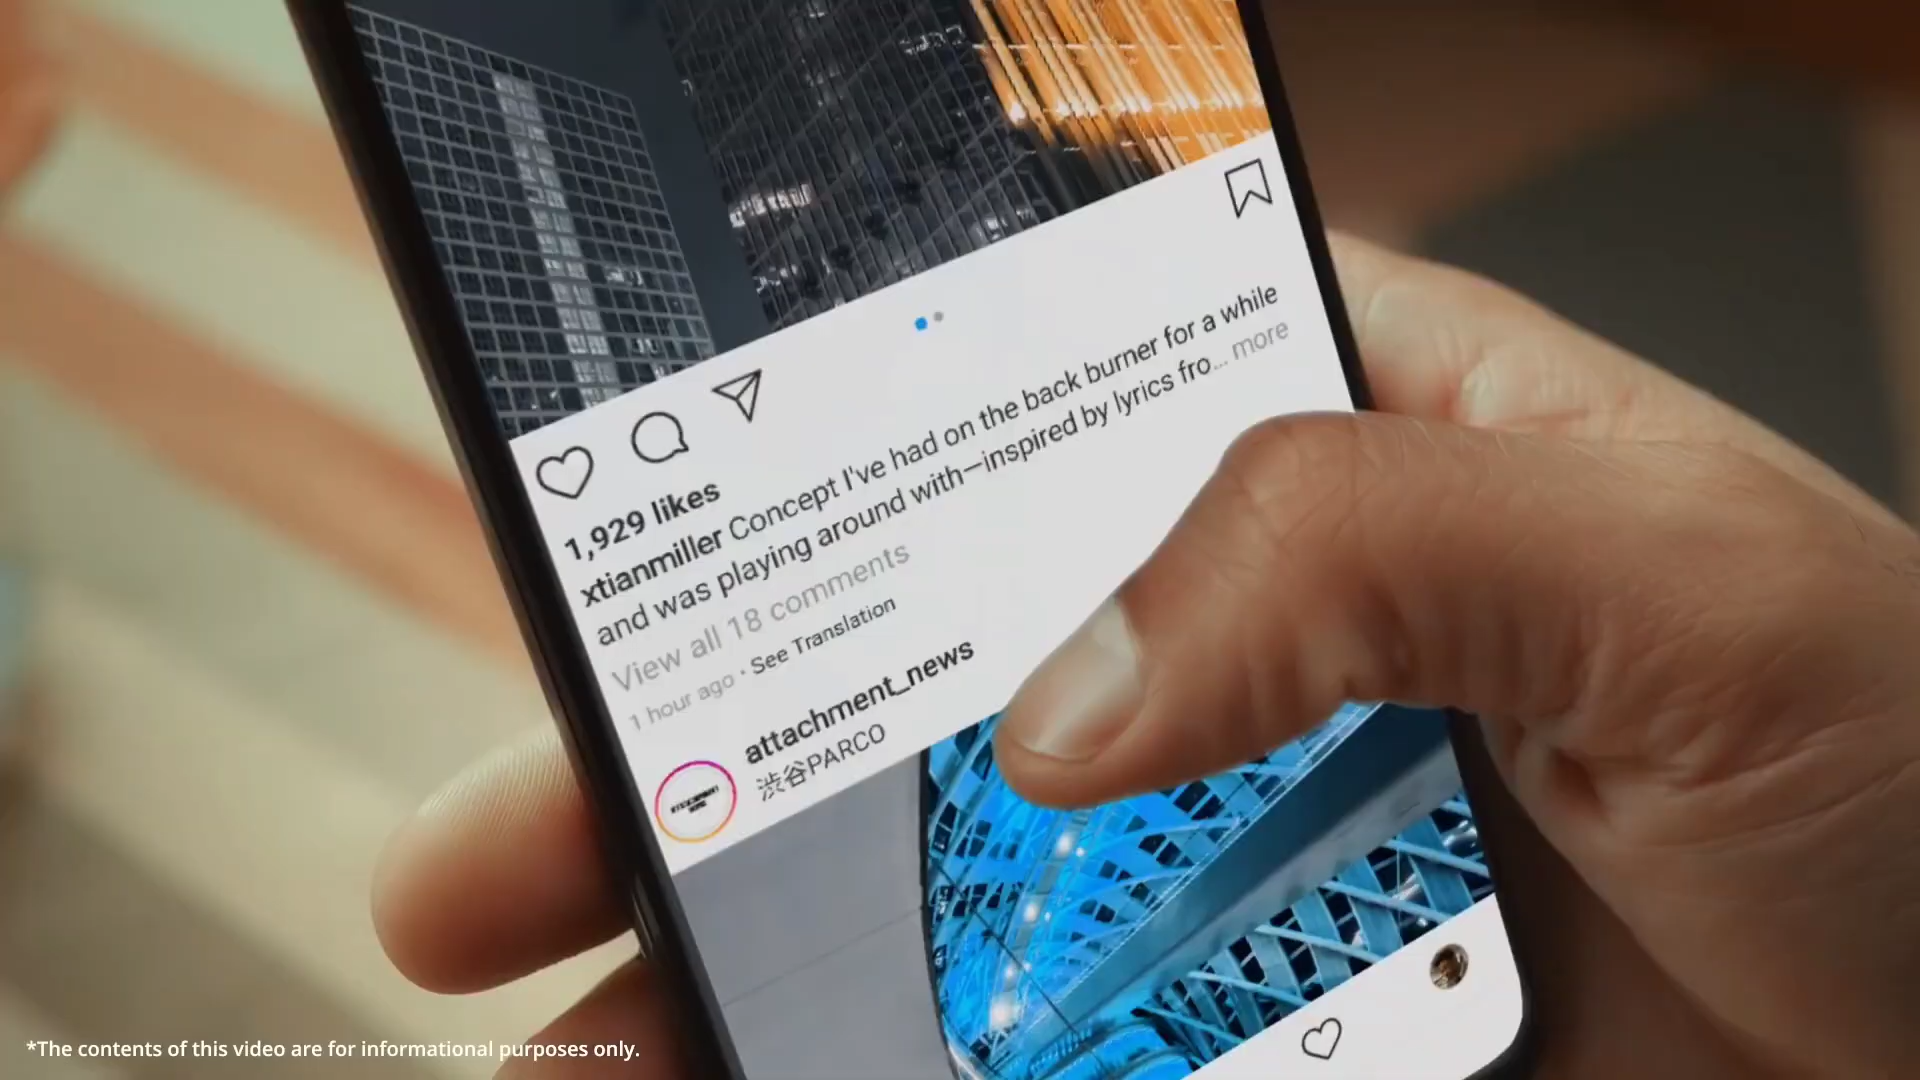 1,929 likes
xtianmiller Concept I've had on the back burner for a while
and was playing around with—inspired by lyrics fro... more
View all 18 comments
1 hour ago · See Translation
attachment_news
渋谷PARCO
*The contents of this video are for informational purposes only.